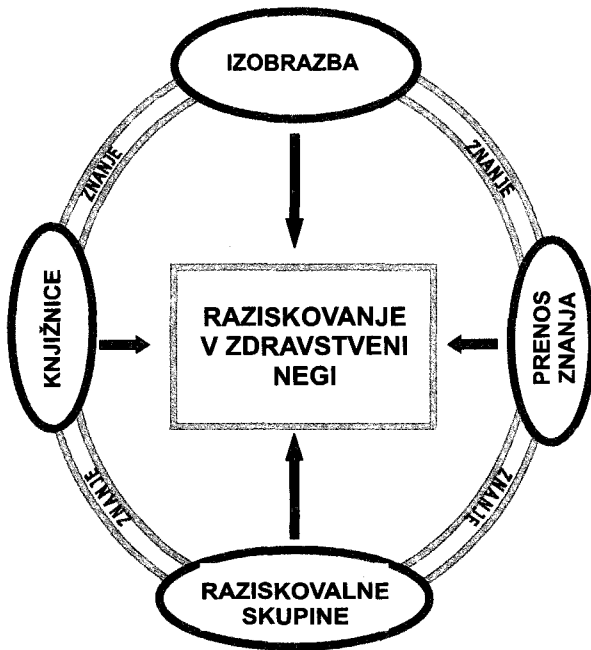 IZOBRAZBA
ZNANJE
ZNANJE
KNJIŽNICE
RAZISKOVANJE
V ZDRAVSTVENI
NEGI
PRENOS
ZNANJA
ZNANJE
ZNANJE
RAZISKOVALNE
SKUPINE